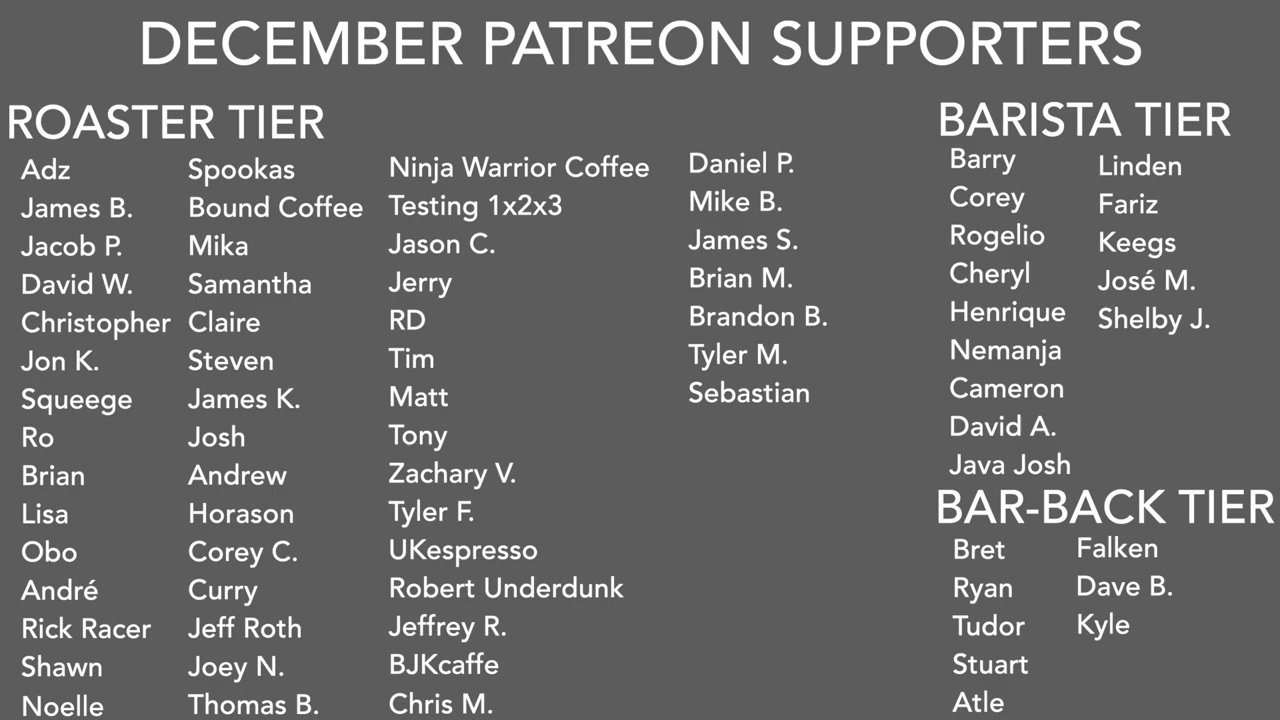 DECEMBER PATREON SUPPORTERS
ROASTER TIER
Adz
James B.
Jacob P.
David W.
Christopher
Jon K.
Squeege
Ro
Brian
Lisa
Obo
André
Rick Racer
Shawn
Noelle
Spookas
Bound Coffee
Mika
Samantha
Claire
Steven
James K.
Josh
Andrew
Horason
Corey C.
Curry
Jeff Roth
Joey N.
Thomas B.
Ninja Warrior Coffee
Testing 1x2x3
Jason C.
Jerry
RD
Tim
Matt
Tony
Zachary V.
Tyler F.
UKespresso
Robert Underdunk
Jeffrey R.
BJKcaffe
Chris M.
Daniel P.
Mike B.
James S.
Brian M.
Brandon B.
Tyler M.
Sebastian
BARISTA TIER
Barry
Corey
Rogelio
Cheryl
Henrique
Nemanja
Cameron
David A.
Java Josh
Linden
Fariz
Keegs
José M.
Shelby J.
BAR-BACK TIER
Bret
Ryan
Tudor
Stuart
Atle
Falken
Dave B.
Kyle